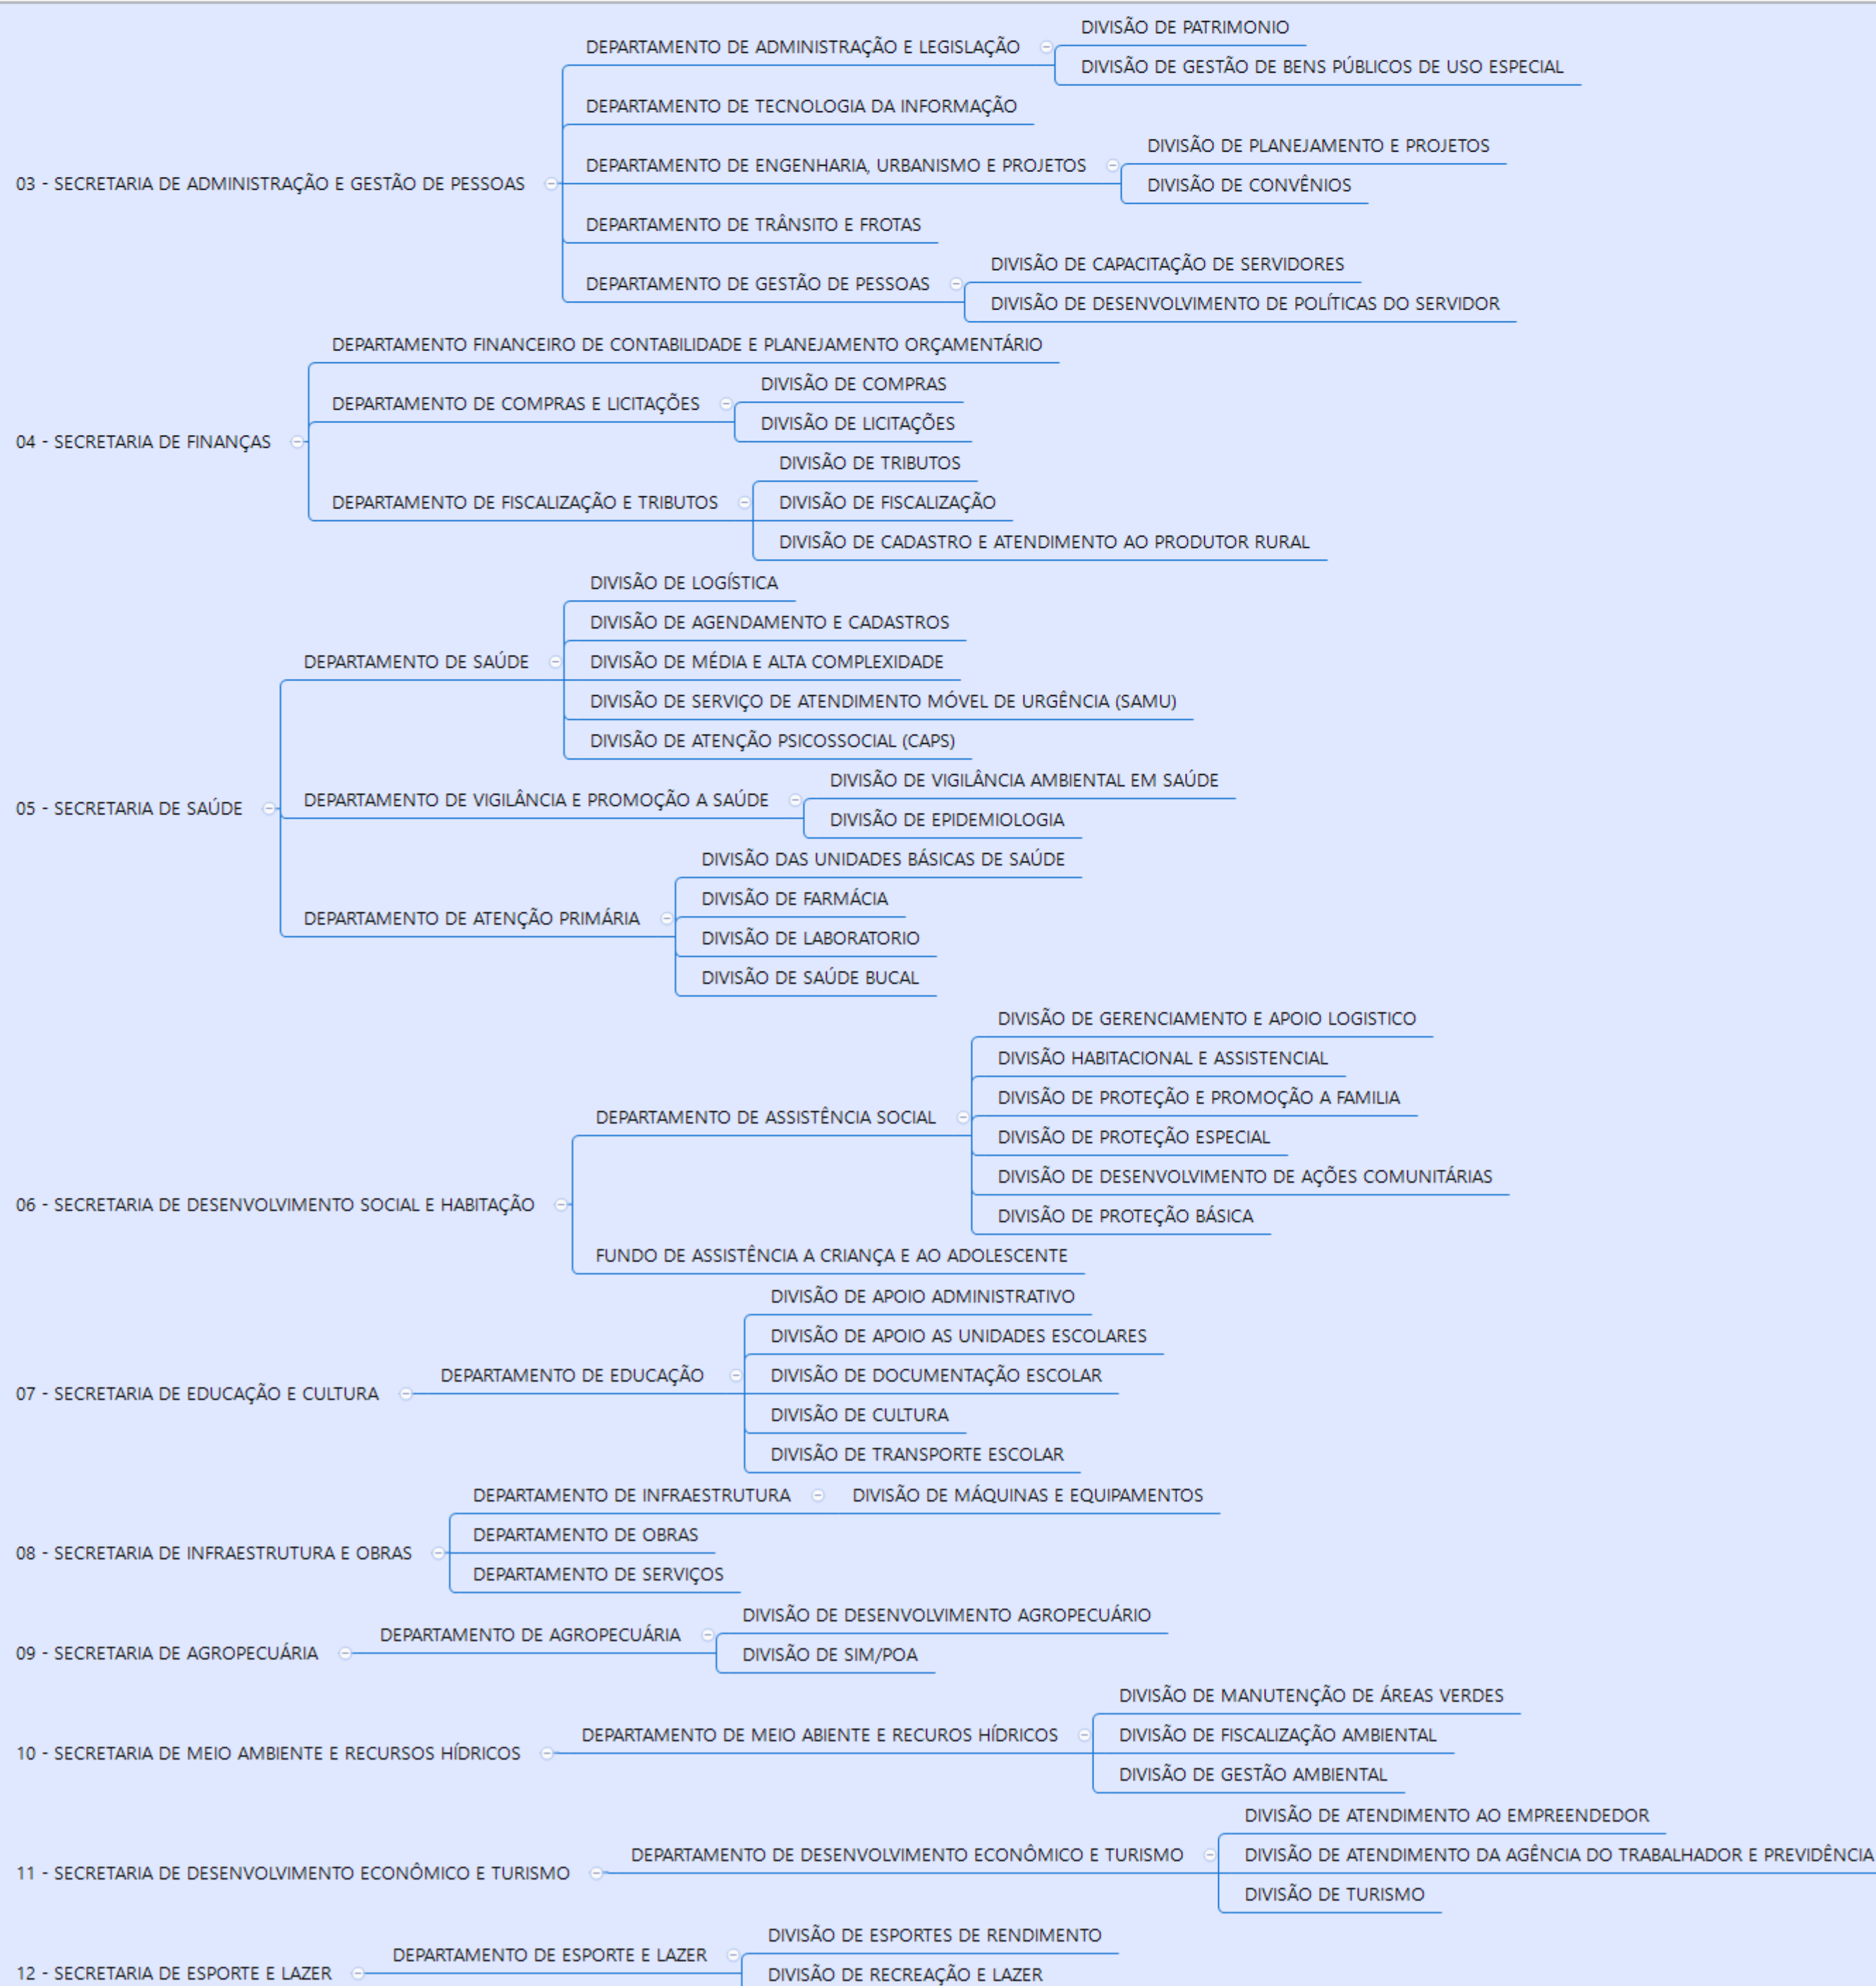 03 - SECRETARIA DE ADMINISTRAÇÃO E GESTÃO DE PESSOAS
DEPARTAMENTO DE ADMINISTRAÇÃO E LEGISLAÇÃO
DIVISÃO DE PATRIMONIO
DIVISÃO DE GESTÃO DE BENS PÚBLICOS DE USO ESPECIAL
DEPARTAMENTO DE TECNOLOGIA DA INFORMAÇÃO
DEPARTAMENTO DE ENGENHARIA, URBANISMO E PROJETOS
DIVISÃO DE PLANEJAMENTO E PROJETOS
DIVISÃO DE CONVÊNIOS
DEPARTAMENTO DE TRÂNSITO E FROTAS
DEPARTAMENTO DE GESTÃO DE PESSOAS
DIVISÃO DE CAPACITAÇÃO DE SERVIDORES
DIVISÃO DE DESENVOLVIMENTO DE POLÍTICAS DO SERVIDOR
04 - SECRETARIA DE FINANÇAS
DEPARTAMENTO FINANCEIRO DE CONTABILIDADE E PLANEJAMENTO ORÇAMENTÁRIO
DEPARTAMENTO DE COMPRAS E LICITAÇÕES
DIVISÃO DE COMPRAS
DIVISÃO DE LICITAÇÕES
DEPARTAMENTO DE FISCALIZAÇÃO E TRIBUTOS
DIVISÃO DE TRIBUTOS
DIVISÃO DE FISCALIZAÇÃO
DIVISÃO DE CADASTRO E ATENDIMENTO AO PRODUTOR RURAL
05 - SECRETARIA DE SAÚDE
DEPARTAMENTO DE SAÚDE
DIVISÃO DE LOGÍSTICA
DIVISÃO DE AGENDAMENTO E CADASTROS
DIVISÃO DE MÉDIA E ALTA COMPLEXIDADE
DIVISÃO DE SERVIÇO DE ATENDIMENTO MÓVEL DE URGÊNCIA (SAMU)
DIVISÃO DE ATENÇÃO PSICOSSOCIAL (CAPS)
DEPARTAMENTO DE VIGILÂNCIA E PROMOÇÃO A SAÚDE
DIVISÃO DE VIGILÂNCIA AMBIENTAL EM SAÚDE
DIVISÃO DE EPIDEMIOLOGIA
DEPARTAMENTO DE ATENÇÃO PRIMÁRIA
DIVISÃO DAS UNIDADES BÁSICAS DE SAÚDE
DIVISÃO DE FARMÁCIA
DIVISÃO DE LABORATORIO
DIVISÃO DE SAÚDE BUCAL
06 - SECRETARIA DE DESENVOLVIMENTO SOCIAL E HABITAÇÃO
DEPARTAMENTO DE ASSISTÊNCIA SOCIAL
DIVISÃO DE GERENCIAMENTO E APOIO LOGISTICO
DIVISÃO HABITACIONAL E ASSISTENCIAL
DIVISÃO DE PROTEÇÃO E PROMOÇÃO A FAMILIA
DIVISÃO DE PROTEÇÃO ESPECIAL
DIVISÃO DE DESENVOLVIMENTO DE AÇÕES COMUNITÁRIAS
DIVISÃO DE PROTEÇÃO BÁSICA
FUNDO DE ASSISTÊNCIA A CRIANÇA E AO ADOLESCENTE
07 - SECRETARIA DE EDUCAÇÃO E CULTURA
DEPARTAMENTO DE EDUCAÇÃO
DIVISÃO DE APOIO ADMINISTRATIVO
DIVISÃO DE APOIO AS UNIDADES ESCOLARES
DIVISÃO DE DOCUMENTAÇÃO ESCOLAR
DIVISÃO DE CULTURA
DIVISÃO DE TRANSPORTE ESCOLAR
08 - SECRETARIA DE INFRAESTRUTURA E OBRAS
DEPARTAMENTO DE INFRAESTRUTURA
DIVISÃO DE MÁQUINAS E EQUIPAMENTOS
DEPARTAMENTO DE OBRAS
DEPARTAMENTO DE SERVIÇOS
09 - SECRETARIA DE AGROPECUÁRIA
DEPARTAMENTO DE AGROPECUÁRIA
DIVISÃO DE DESENVOLVIMENTO AGROPECUÁRIO
DIVISÃO DE SIM/POA
10 - SECRETARIA DE MEIO AMBIENTE E RECURSOS HÍDRICOS
DEPARTAMENTO DE MEIO ABIENTE E RECUROS HÍDRICOS
DIVISÃO DE MANUTENÇÃO DE ÁREAS VERDES
DIVISÃO DE FISCALIZAÇÃO AMBIENTAL
DIVISÃO DE GESTÃO AMBIENTAL
11 - SECRETARIA DE DESENVOLVIMENTO ECONÔMICO E TURISMO
DEPARTAMENTO DE DESENVOLVIMENTO ECONÔMICO E TURISMO
DIVISÃO DE ATENDIMENTO AO EMPREENDEDOR
DIVISÃO DE ATENDIMENTO DA AGÊNCIA DO TRABALHADOR E PREVIDÊNCIA
DIVISÃO DE TURISMO
12 - SECRETARIA DE ESPORTE E LAZER
DEPARTAMENTO DE ESPORTE E LAZER
DIVISÃO DE ESPORTES DE RENDIMENTO
DIVISÃO DE RECREAÇÃO E LAZER